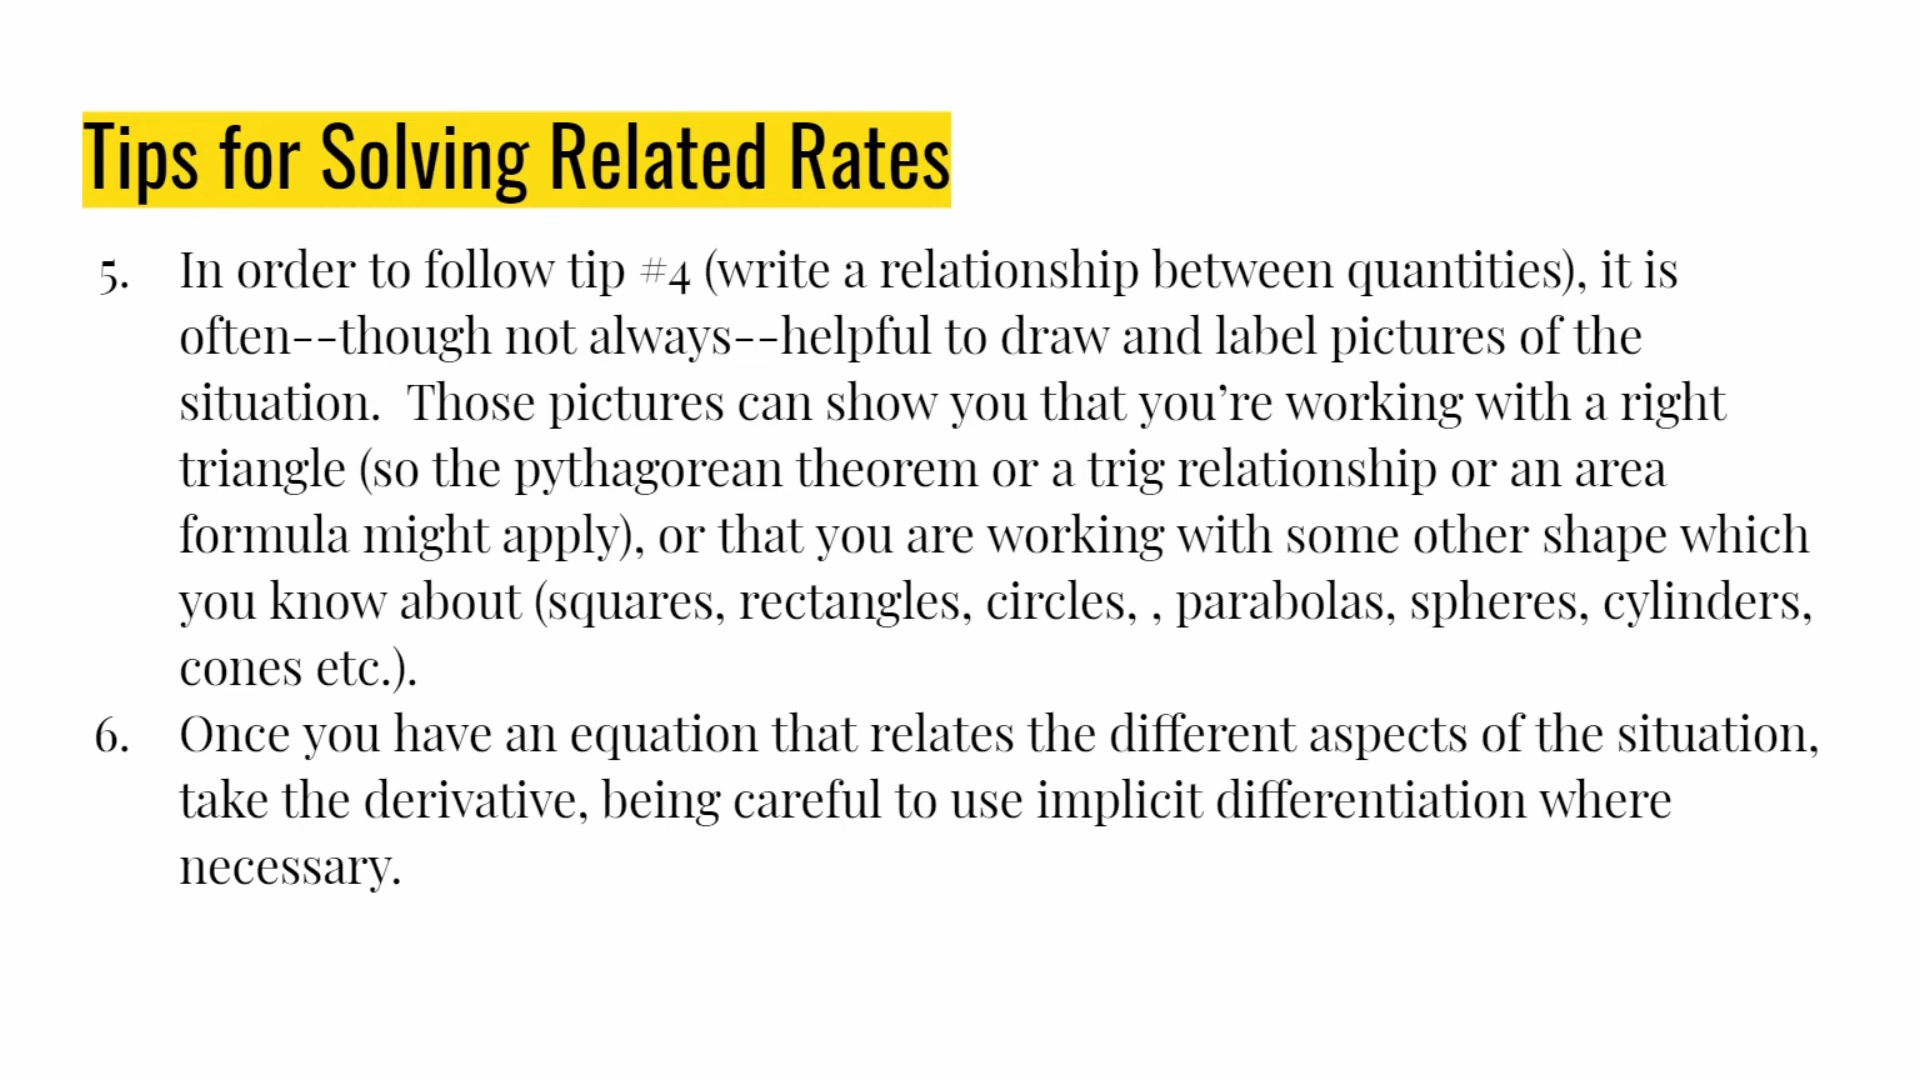 Tips for Solving Related Rates
5. In order to follow tip #4 (write a relationship between quantities), it is
often--though not always--helpful to draw and label pictures of the
situation.  Those pictures can show you that you’re working with a right
triangle (so the pythagorean theorem or a trig relationship or an area
formula might apply), or that you are working with some other shape which
you know about (squares, rectangles, circles, , parabolas, spheres, cylinders,
cones etc.).
6. Once you have an equation that relates the different aspects of the situation,
take the derivative, being careful to use implicit differentiation where
necessary.